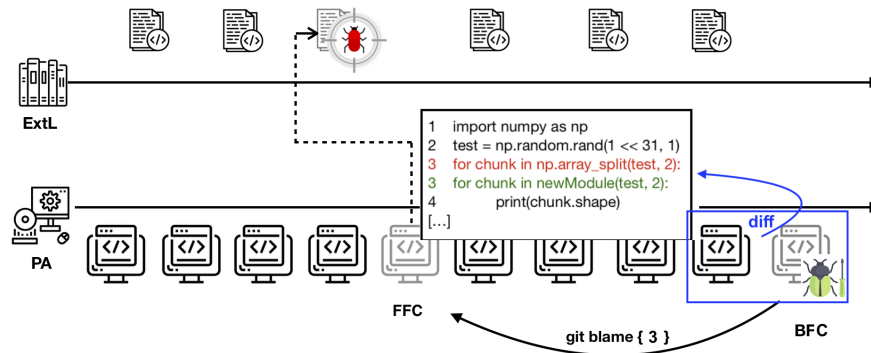 ExtL
1 import numpy as np
2 test = np.random.rand(1 << 31, 1)
3 for chunk in np.array_split(test, 2):
3 for chunk in newModule(test, 2):
4 print(chunk.shape)
[...]
PA
diff
FFC
BFC
git blame { 3 }